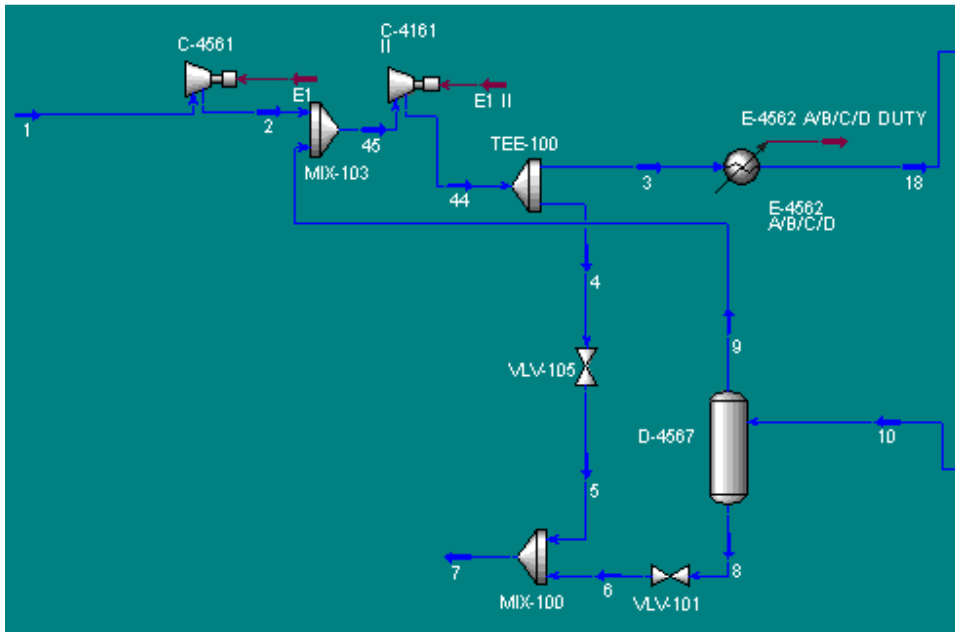 C-4561
C-4161
II
E1
E1 II
1
2
MIX-103
45
44
TEE-100
3
E-4562 A/B/C/D DUTY
18
E-4562
A/B/C/D
4
VLV-105
9
D-4567
10
5
7
MIX-100
6
VLV-101
8